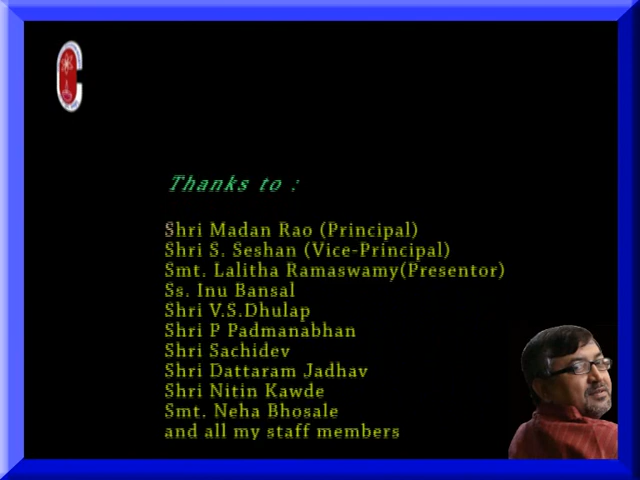 Thanks to :
Shri Madan Rao (Principal)
Shri S. Seshan (Vice-Principal)
Smt. Lalitha Ramaswamy(Presentor)
Ss. Inu Bansal
Shri V.S.Dhulap
Shri P Padmanabhan
Shri Sachidev
Shri Dattaram Jadhav
Shri Nitin Kawde
Smt. Neha Bhosale
and all my staff members